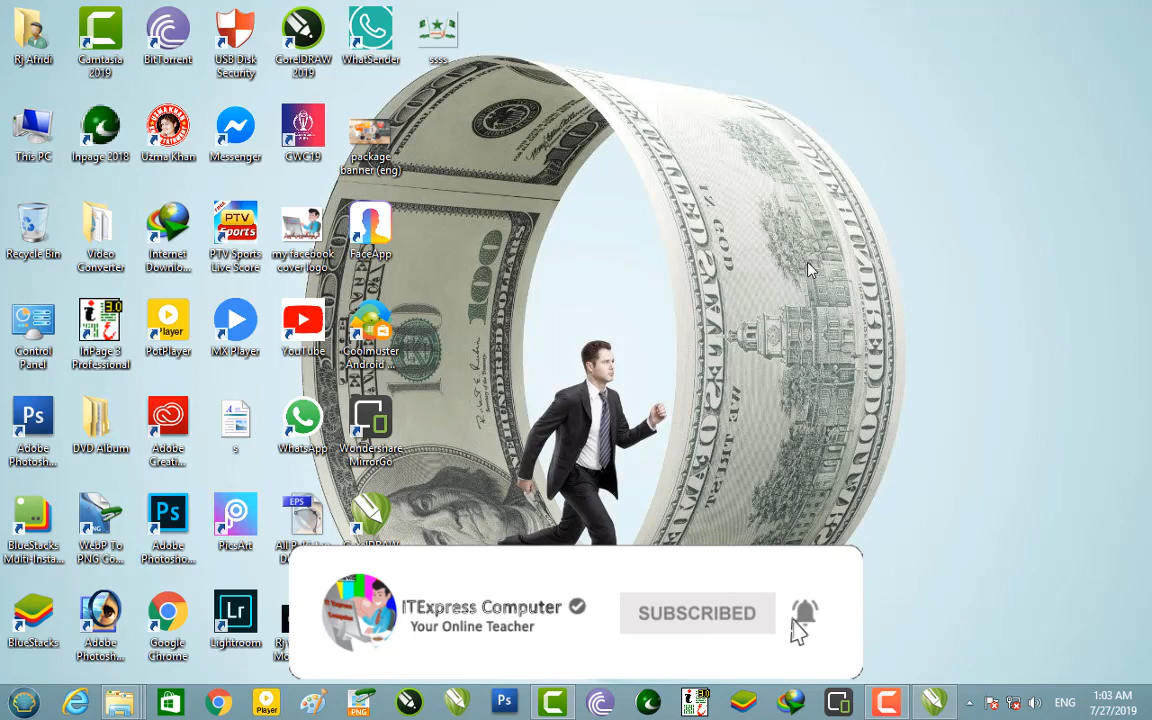 Rj Afridi
Camtasia 2019
BitTorrent
USB Disk Security
CorelDRAW 2019
WhatSender
ssss
This PC
Inpage 2018
Uzma Khan
Messenger
CWC19
package banner (eng)
Recycle Bin
Video Converter
Internet Downlo...
PTV Sports Live Score
my facebook cover logo
FaceApp
Control Panel
InPage 3 Professional
PotPlayer
MX Player
YouTube
Coolmuster Android ...
Adobe Photosh...
DVD Album
Adobe Creati...
s
WhatsApp
Wondershare MirrorGo
BlueStacks Multi-Insta...
WebP To PNG Co...
Adobe Photosho...
PicsArt
BlueStacks
Adobe Photosh...
Google Chrome
Lightroom
ITExpress Computer
Your Online Teacher
SUBSCRIBED
ENG
1:03 AM
7/27/2019